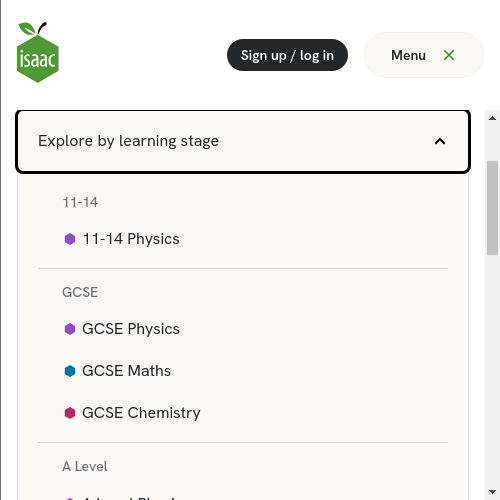 isaac
Sign up / log in
Menu
Explore by learning stage
11-14
11-14 Physics
GCSE
GCSE Physics
GCSE Maths
GCSE Chemistry
A Level